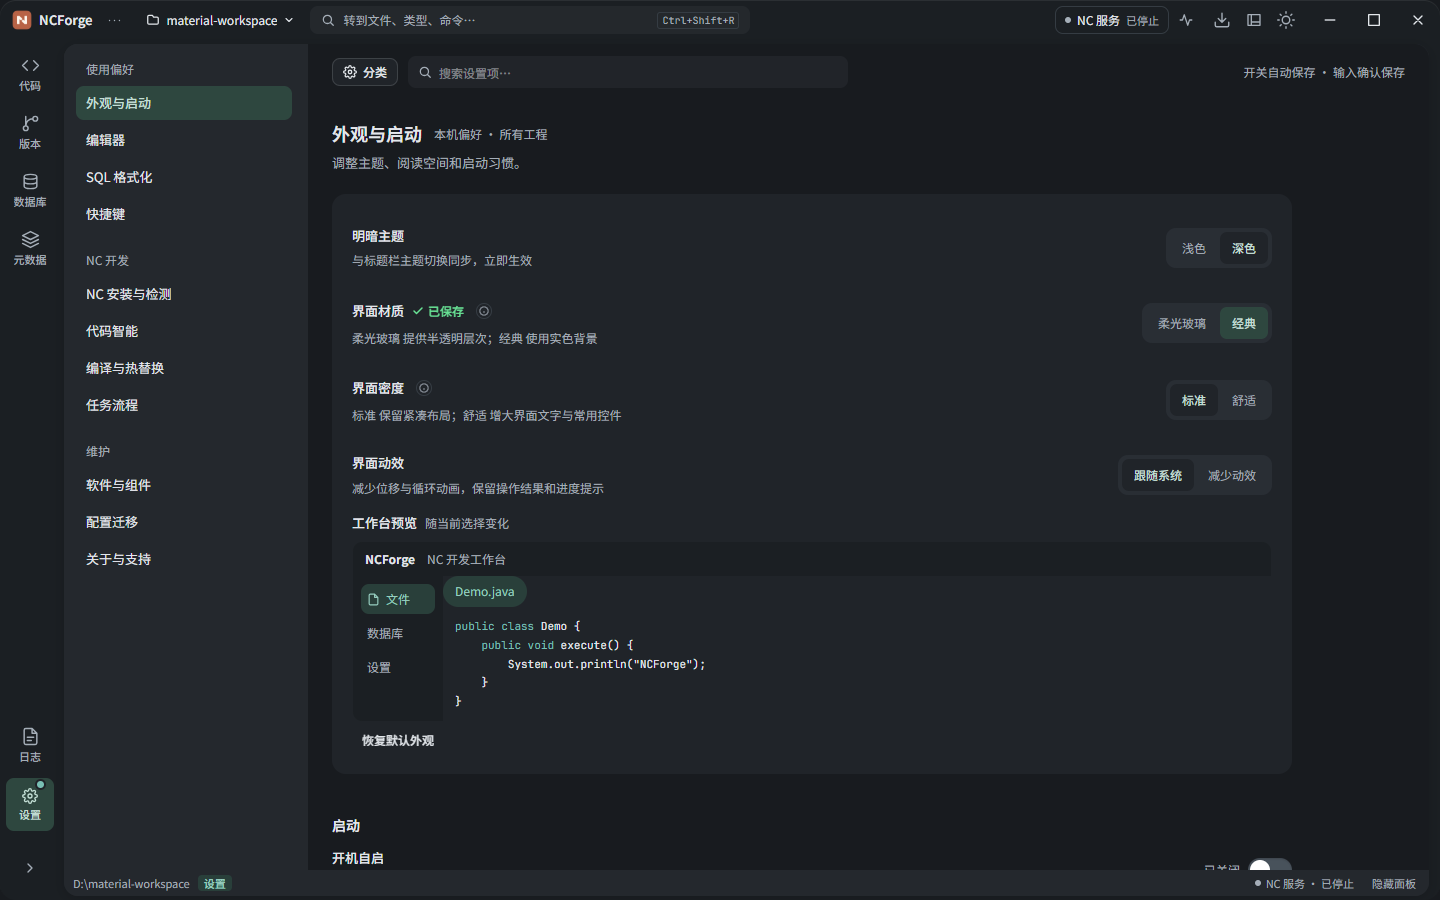 NCForge ··· material-workspace 转到文件、类型、命令… Ctrl+Shift+R NC 服务 已停止
代码
版本
数据库
元数据
日志
设置
使用偏好
外观与启动
编辑器
SQL 格式化
快捷键
NC 开发
NC 安装与检测
代码智能
编译与热替换
任务流程
维护
软件与组件
配置迁移
关于与支持
分类 搜索设置项… 开关自动保存 • 输入确认保存
外观与启动 本机偏好 • 所有工程
调整主题、阅读空间和启动习惯。
明暗主题
与标题栏主题切换同步，立即生效
浅色 深色
界面材质 已保存
柔光玻璃 提供半透明层次；经典 使用实色背景
柔光玻璃 经典
界面密度
标准 保留紧凑布局；舒适 增大界面文字与常用控件
标准 舒适
界面动效
减少位移与循环动画，保留操作结果和进度提示
跟随系统 减少动效
工作台预览 随当前选择变化
NCForge NC 开发工作台
文件
数据库
设置
Demo.java
public class Demo {
    public void execute() {
        System.out.println("NCForge");
    }
}
恢复默认外观
启动
开机自启
已关闭
D:\material-workspace 设置 NC 服务 • 已停止 隐藏面板